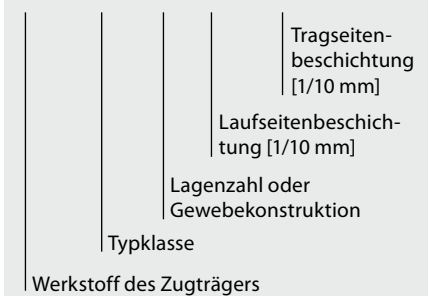 Tragseiten-
beschichtung
[1/10 mm]
Laufseitenbeschich-
tung [1/10 mm]
Lagenzahl oder
Gewebekonstruktion
Typklasse
Werkstoff des Zugträgers